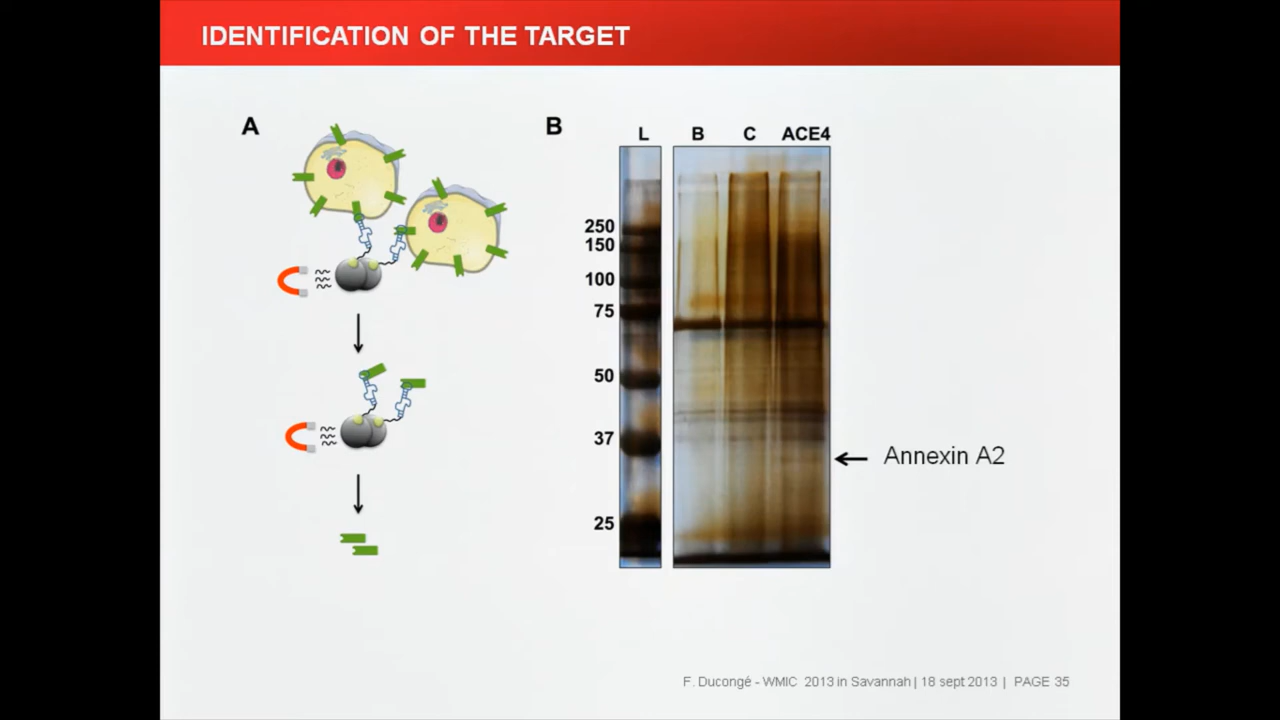 IDENTIFICATION OF THE TARGET
A
B
L B C ACE4
250
150
100
75
50
37
25
Annexin A2
F. Ducongé - WMIC 2013 in Savannah | 18 sept 2013 | PAGE 35